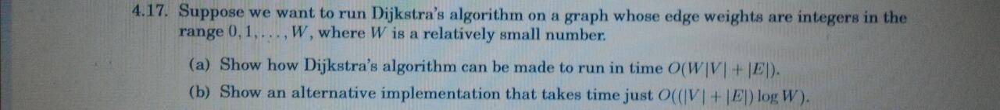 4.17. Suppose we want to run Dijkstra's algorithm on a graph whose edge weights are integers in the
range 0, 1, . . . , W, where W is a relatively small number.
(a) Show how Dijkstra's algorithm can be made to run in time O(W|V| + |E|).
(b) Show an alternative implementation that takes time just O((|V| + |E|) log W).